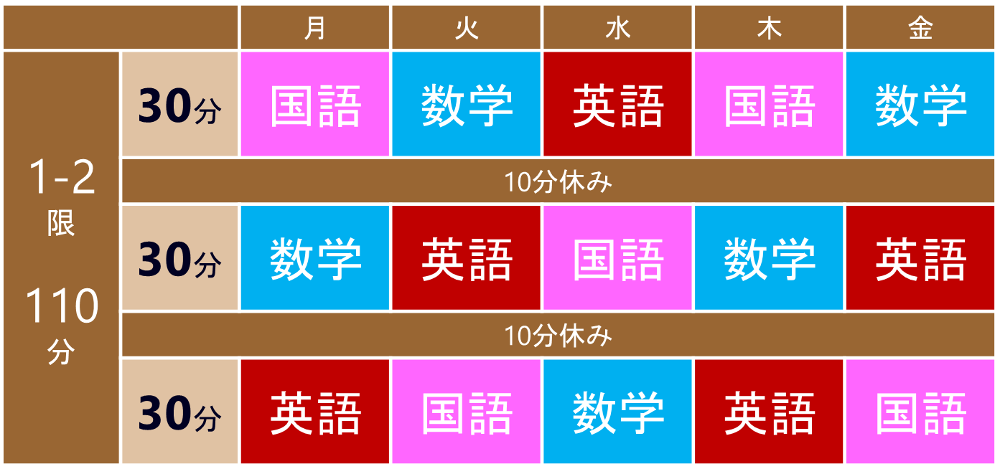 月 火 水 木 金
1-2
限
110
分
30分 国語 数学 英語 国語 数学
10分休み
30分 数学 英語 国語 数学 英語
10分休み
30分 英語 国語 数学 英語 国語